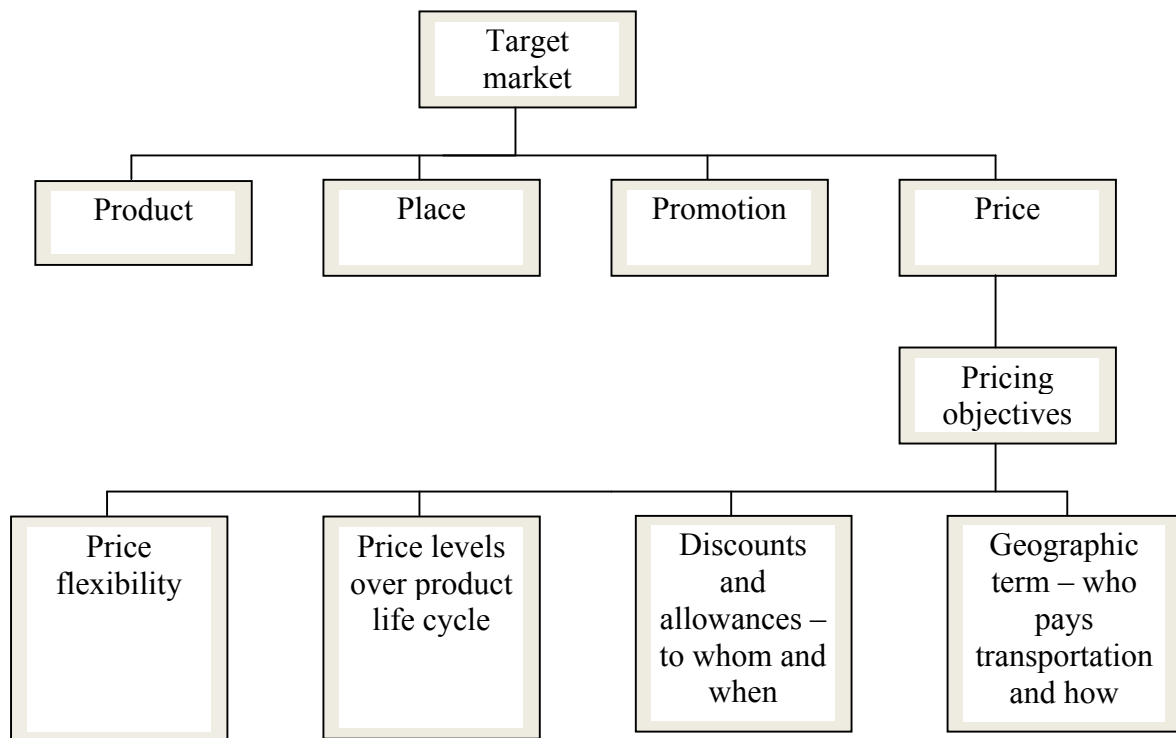 Target
market
Product
Place
Promotion
Price
Pricing
objectives
Price
flexibility
Price levels
over product
life cycle
Discounts
and
allowances –
to whom and
when
Geographic
term – who
pays
transportation
and how